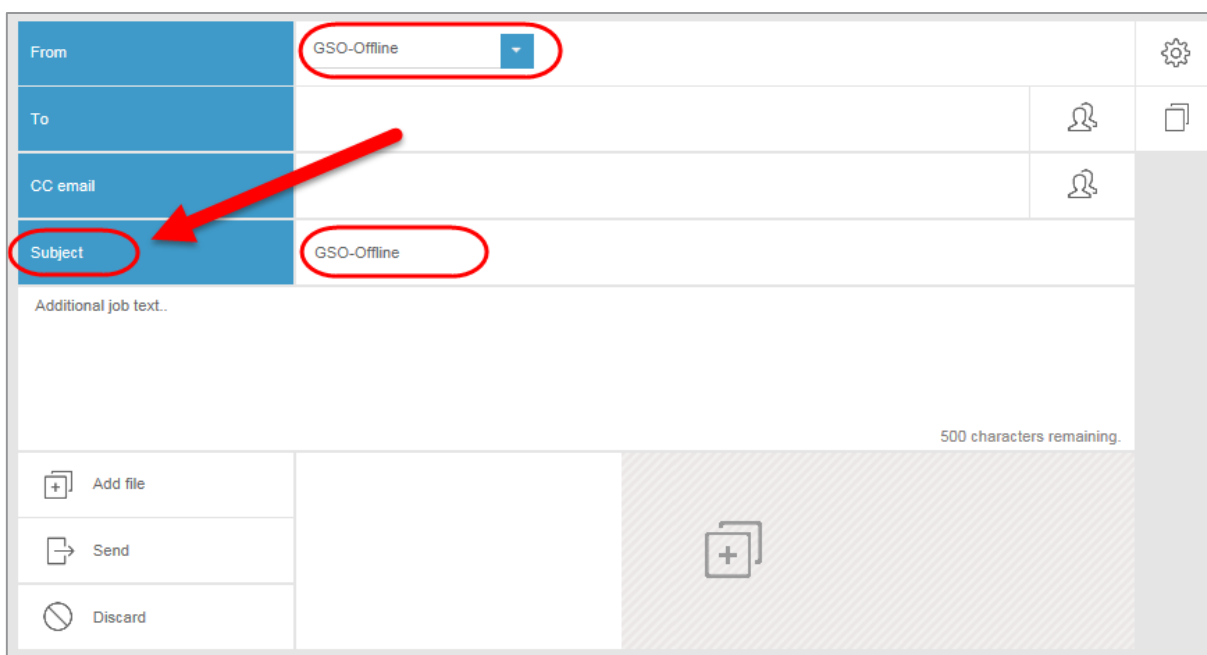 From
GSO-Offline
To
CC email
Subject
GSO-Offline
Additional job text..
500 characters remaining.
Add file
Send
Discard